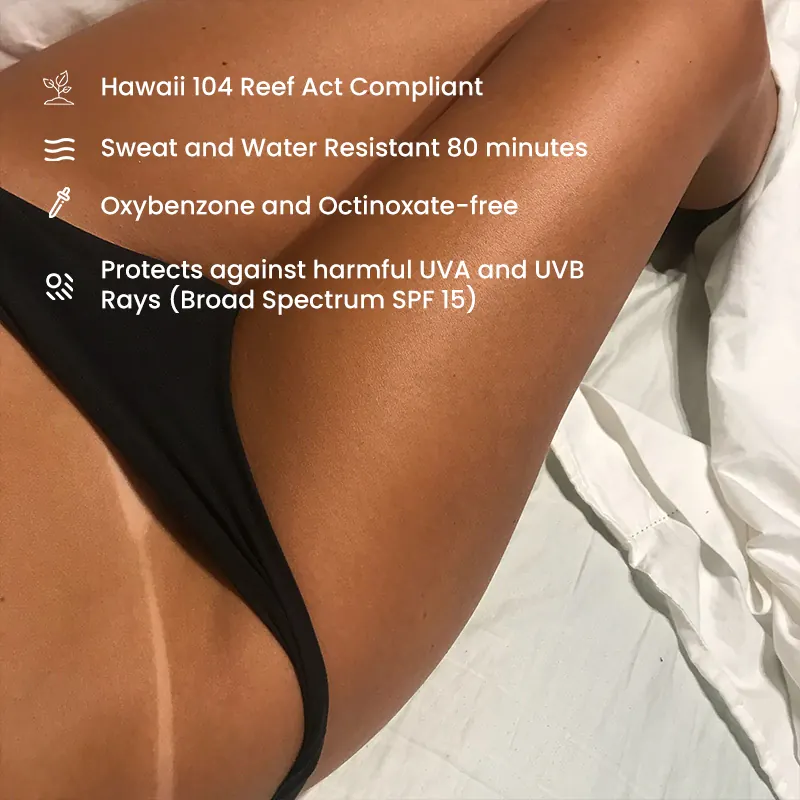 Hawaii 104 Reef Act Compliant
Sweat and Water Resistant 80 minutes
Oxybenzone and Octinoxate-free
Protects against harmful UVA and UVB
Rays (Broad Spectrum SPF 15)